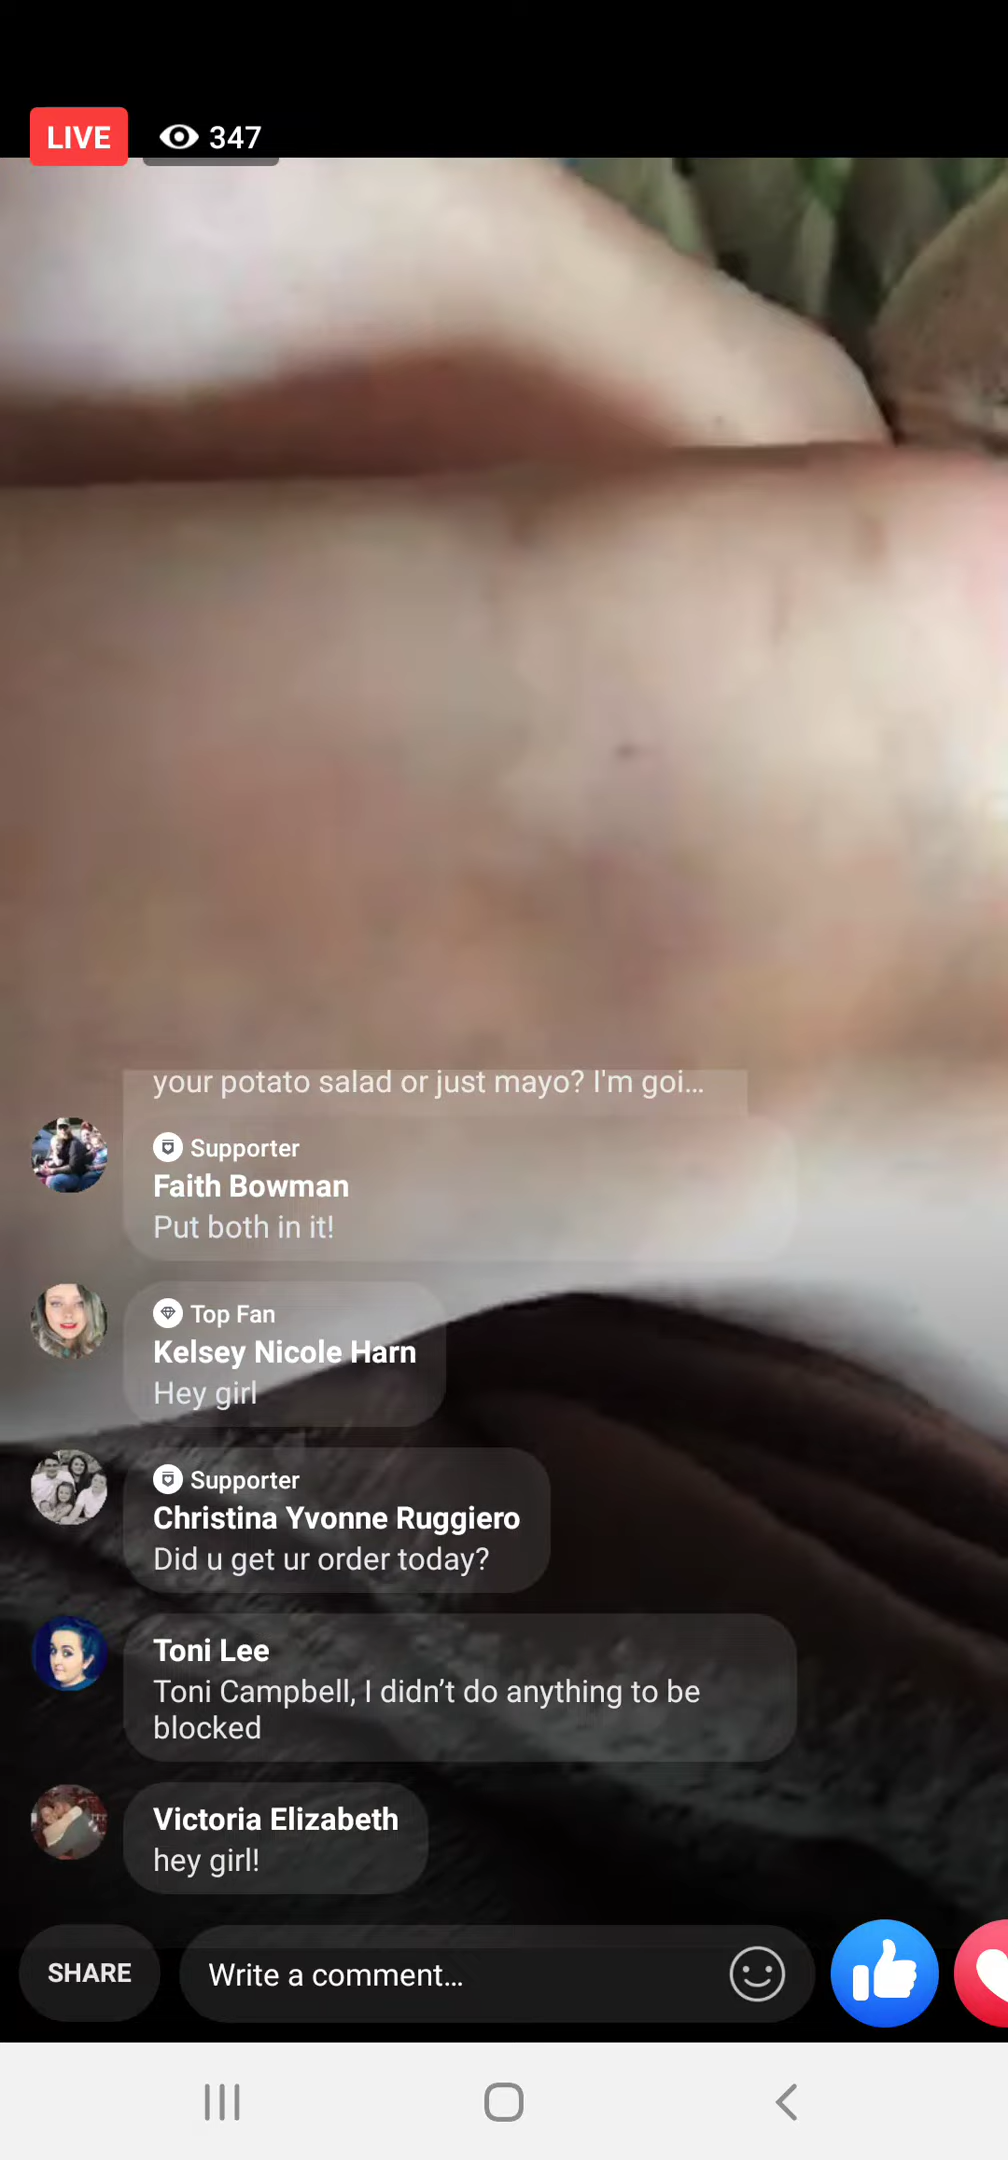 LIVE 347
your potato salad or just mayo? I'm goi...
Supporter
Faith Bowman
Put both in it!
Top Fan
Kelsey Nicole Harn
Hey girl
Supporter
Christina Yvonne Ruggiero
Did u get ur order today?
Toni Lee
Toni Campbell, I didn’t do anything to be
blocked
Victoria Elizabeth
hey girl!
SHARE Write a comment...